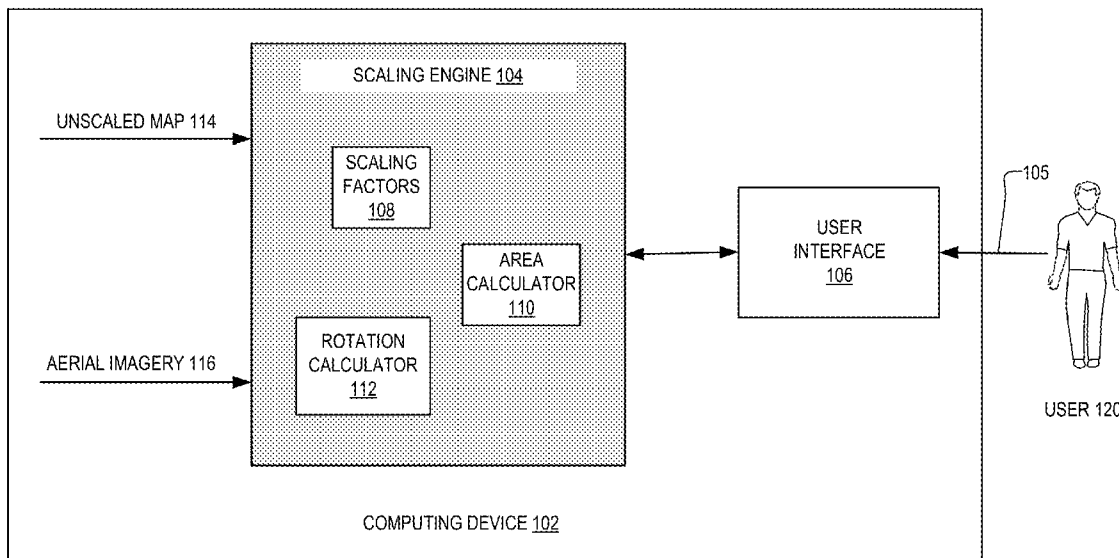 SCALING ENGINE 104
UNSCALED MAP 114
SCALING
FACTORS
108
AREA
CALCULATOR
110
ROTATION
CALCULATOR
112
AERIAL IMAGERY 116
USER
INTERFACE
106
105
USER 120
COMPUTING DEVICE 102